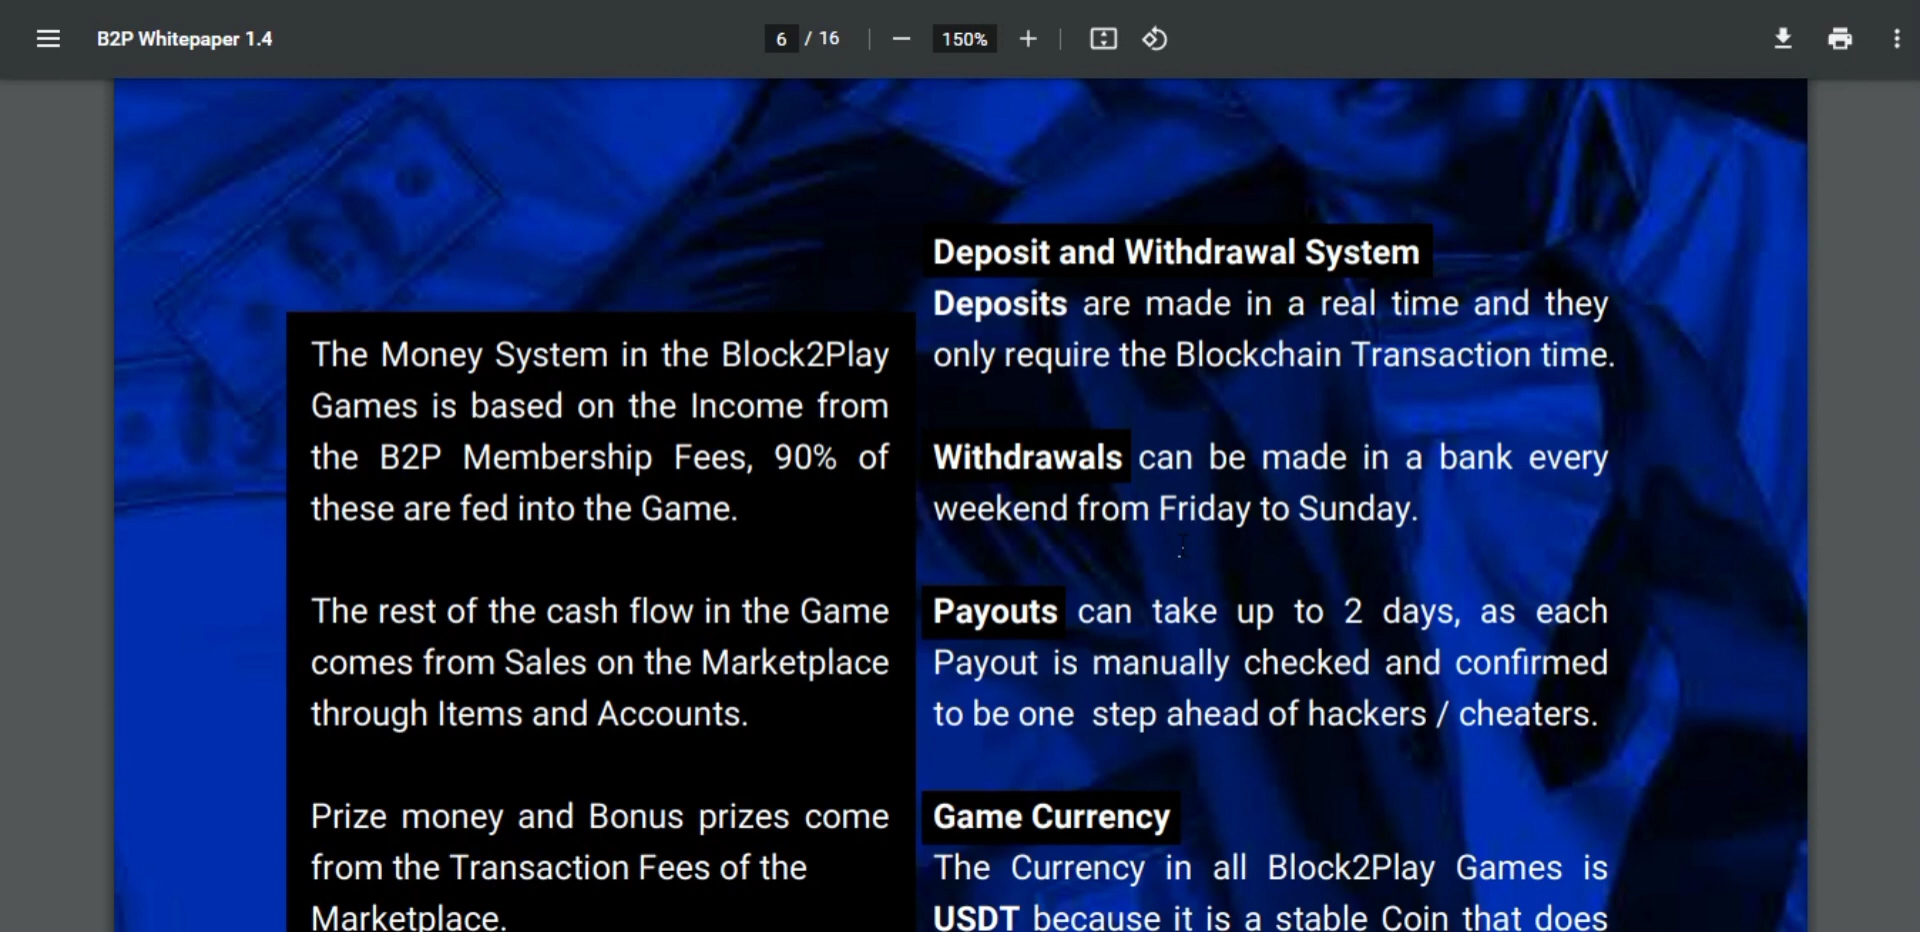 B2P Whitepaper 1.4
6 / 16
150%
The Money System in the Block2Play
Games is based on the Income from
the B2P Membership Fees, 90% of
these are fed into the Game.
The rest of the cash flow in the Game
comes from Sales on the Marketplace
through Items and Accounts.
Prize money and Bonus prizes come
from the Transaction Fees of the
Marketplace.
Deposit and Withdrawal System
Deposits are made in a real time and they
only require the Blockchain Transaction time.
Withdrawals can be made in a bank every
weekend from Friday to Sunday.
Payouts can take up to 2 days, as each
Payout is manually checked and confirmed
to be one step ahead of hackers / cheaters.
Game Currency
The Currency in all Block2Play Games is
USDT because it is a stable Coin that does